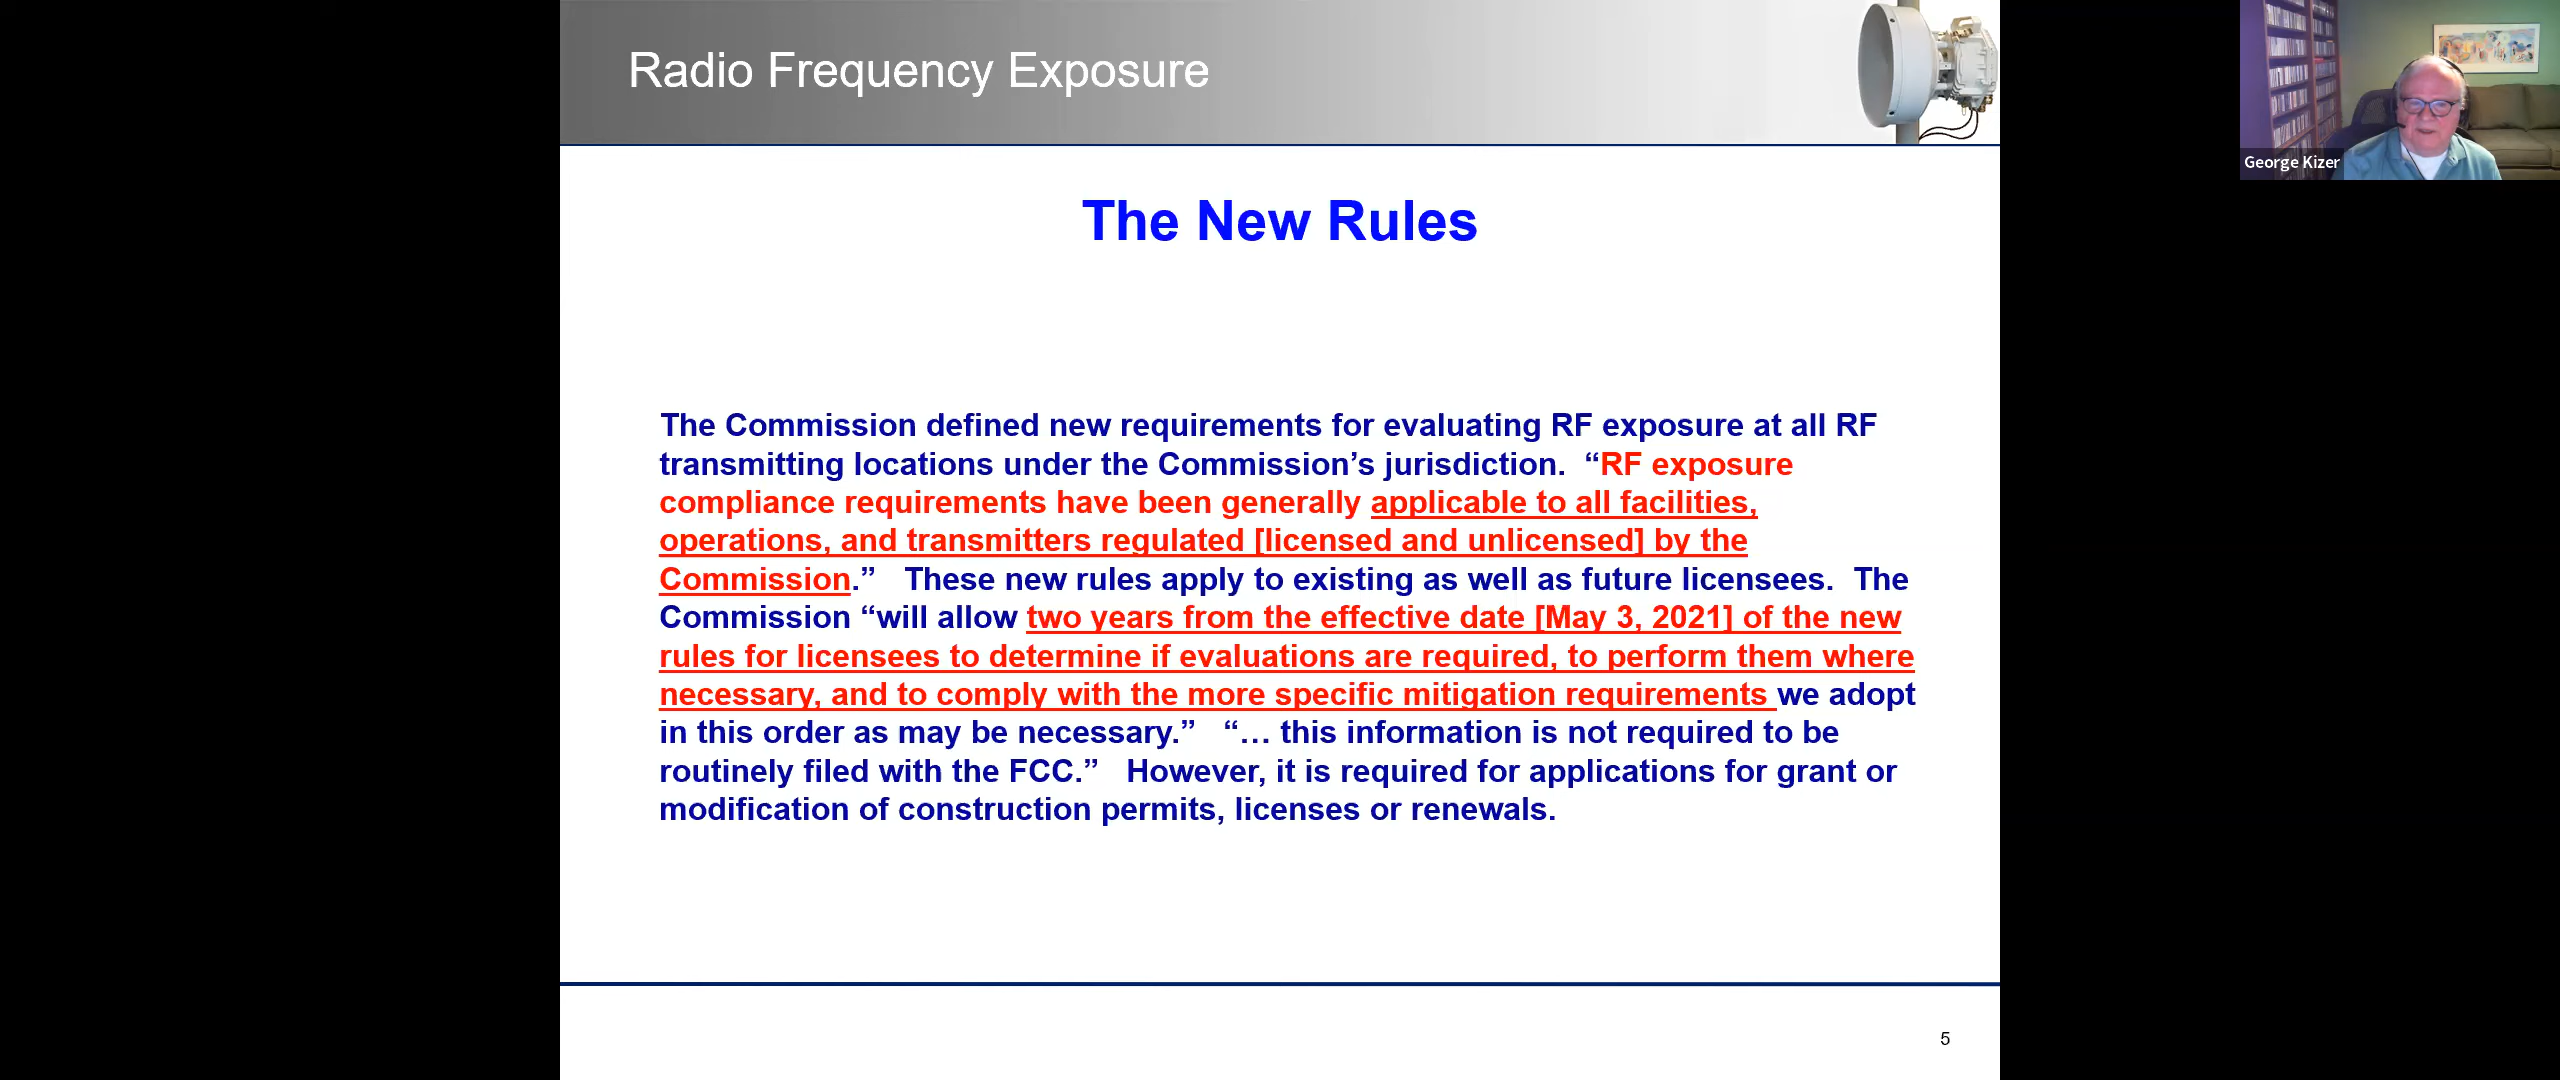 Radio Frequency Exposure
George Kizer
The New Rules
The Commission defined new requirements for evaluating RF exposure at all RF
transmitting locations under the Commission’s jurisdiction.  “RF exposure
compliance requirements have been generally applicable to all facilities,
operations, and transmitters regulated [licensed and unlicensed] by the
Commission.”   These new rules apply to existing as well as future licensees.  The
Commission “will allow two years from the effective date [May 3, 2021] of the new
rules for licensees to determine if evaluations are required, to perform them where
necessary, and to comply with the more specific mitigation requirements we adopt
in this order as may be necessary.”   “… this information is not required to be
routinely filed with the FCC.”   However, it is required for applications for grant or
modification of construction permits, licenses or renewals.
5